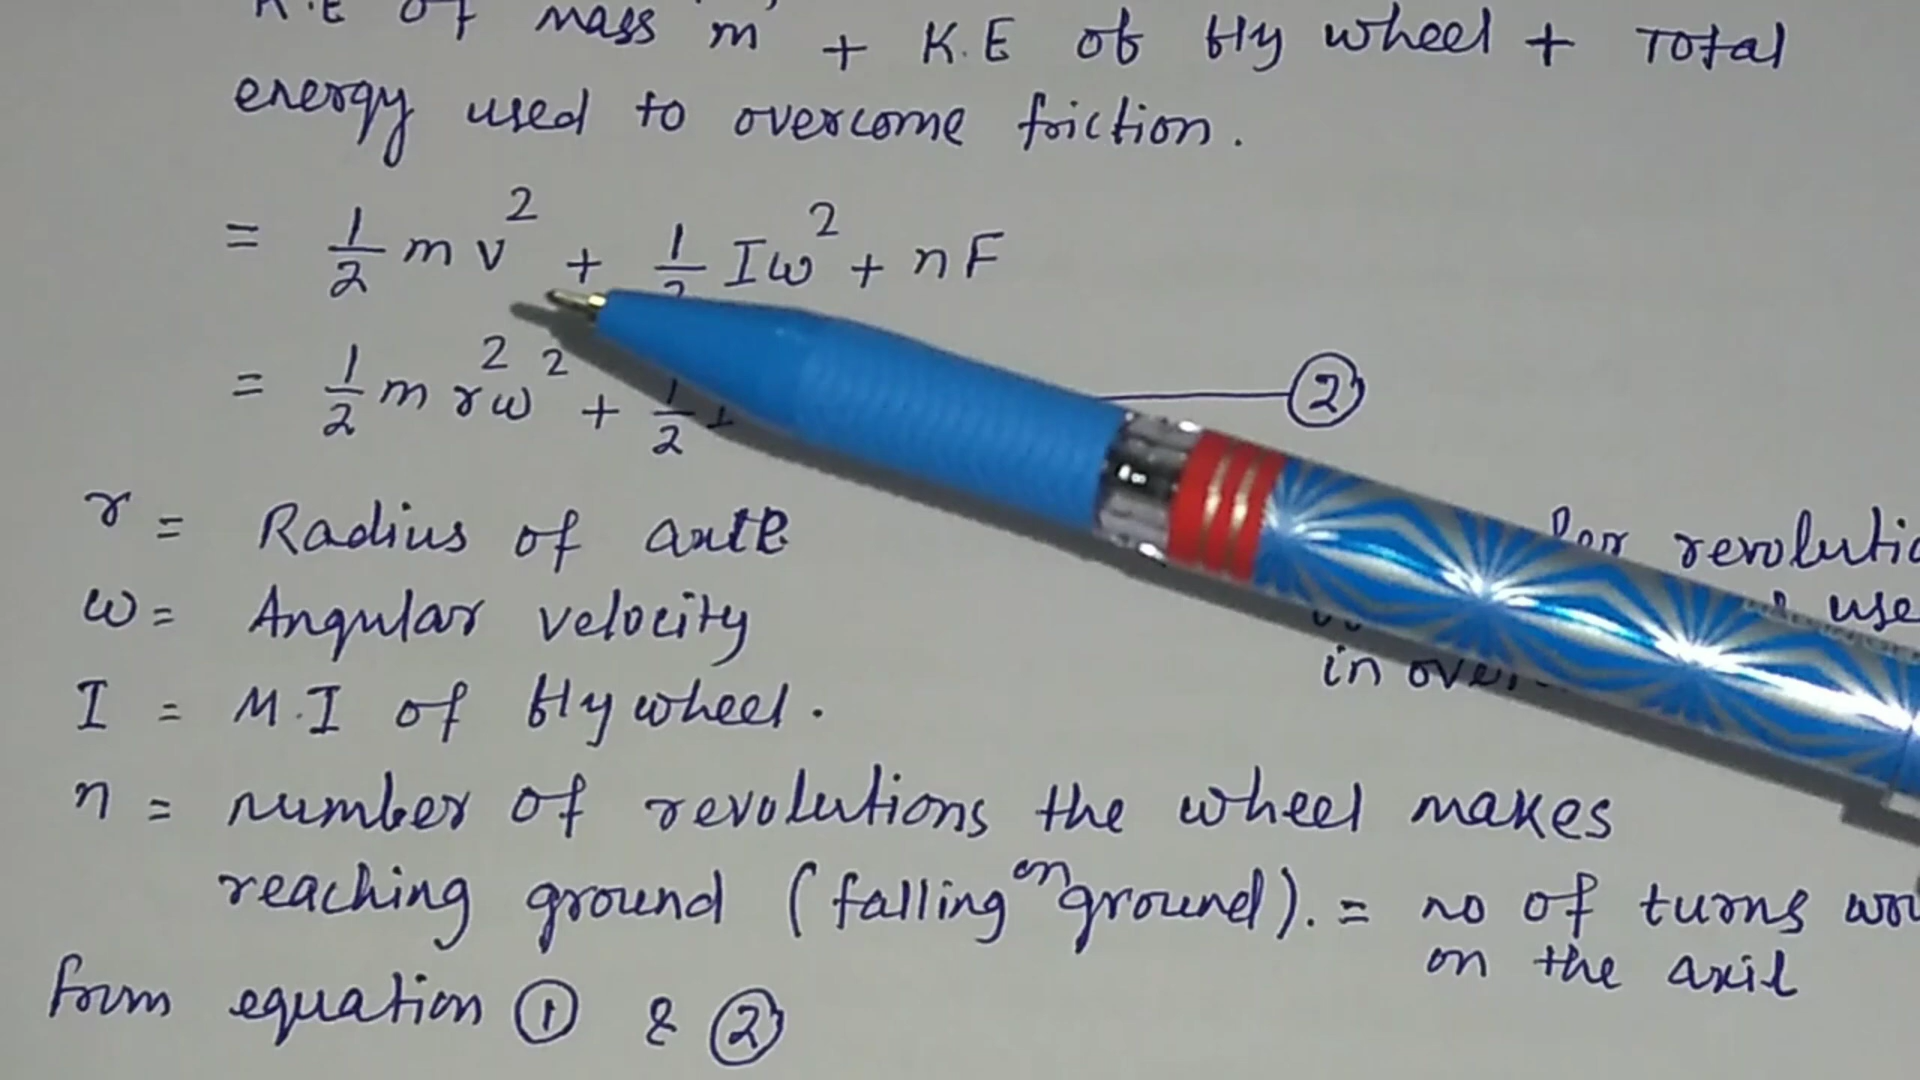 K.E of mass 'm' + K.E of fly wheel + Total
energy used to overcome friction.
= 1/2 m v² + 1/2 Iω² + nF
= 1/2 m r²ω² + 1/2 I ②
r = Radius of axle
ω = Angular velocity
I = M.I of fly wheel.
n = number of revolutions the wheel makes
reaching ground (falling on ground). = no of turns
on the axil
from equation ① & ②
per
in